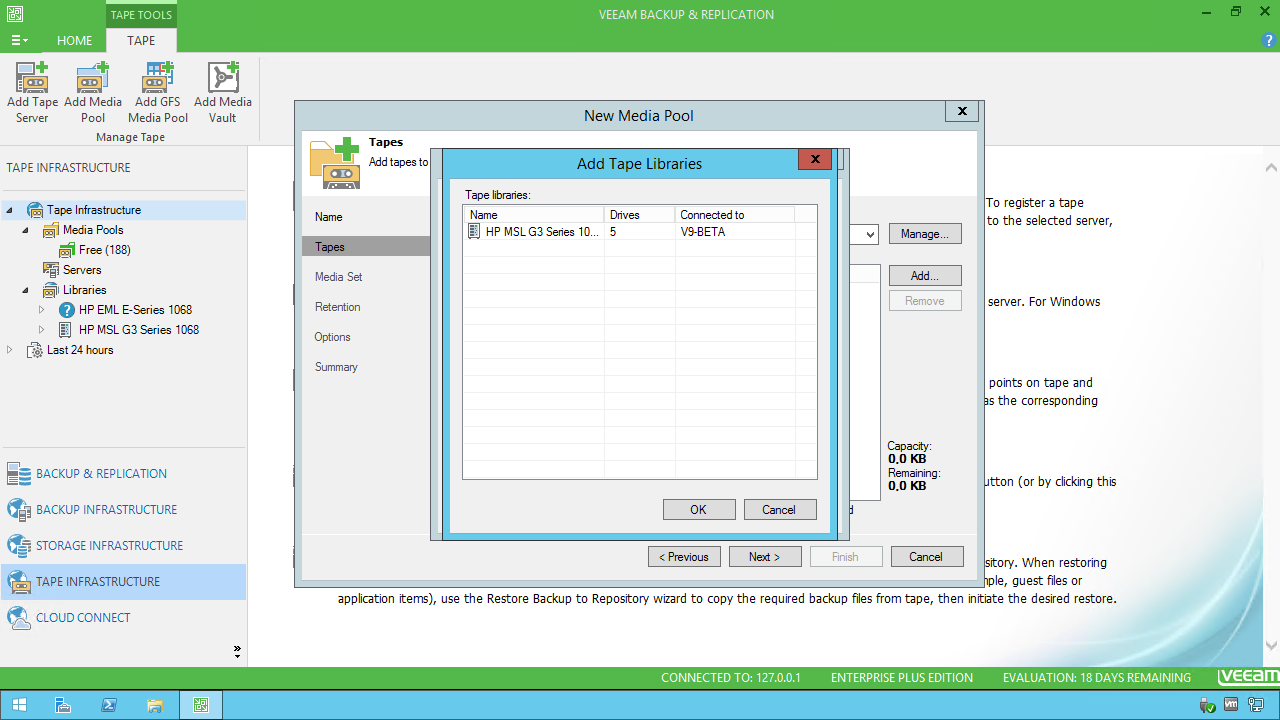 TAPE TOOLS
VEEAM BACKUP & REPLICATION
HOME
TAPE
Add Tape Server
Add Media Pool
Add GFS Media Pool
Add Media Vault
Manage Tape
TAPE INFRASTRUCTURE
Tape Infrastructure
Media Pools
Free (188)
Servers
Libraries
HP EML E-Series 1068
HP MSL G3 Series 1068
Last 24 hours
BACKUP & REPLICATION
BACKUP INFRASTRUCTURE
STORAGE INFRASTRUCTURE
TAPE INFRASTRUCTURE
CLOUD CONNECT
New Media Pool
Tapes
Add tapes to
Name
Tapes
Media Set
Retention
Options
Summary
Add Tape Libraries
Tape libraries:
Name Drives Connected to
HP MSL G3 Series 10... 5 V9-BETA
OK
Cancel
Manage...
Add...
Remove
Capacity:
0,0 KB
Remaining:
0,0 KB
< Previous
Next >
Finish
Cancel
To register a tape
to the selected server,
server. For Windows
points on tape and
as the corresponding
utton (or by clicking this
sitory. When restoring
mple, guest files or
application items), use the Restore Backup to Repository wizard to copy the required backup files from tape, then initiate the desired restore.
CONNECTED TO: 127.0.0.1
ENTERPRISE PLUS EDITION
EVALUATION: 18 DAYS REMAINING
veeam